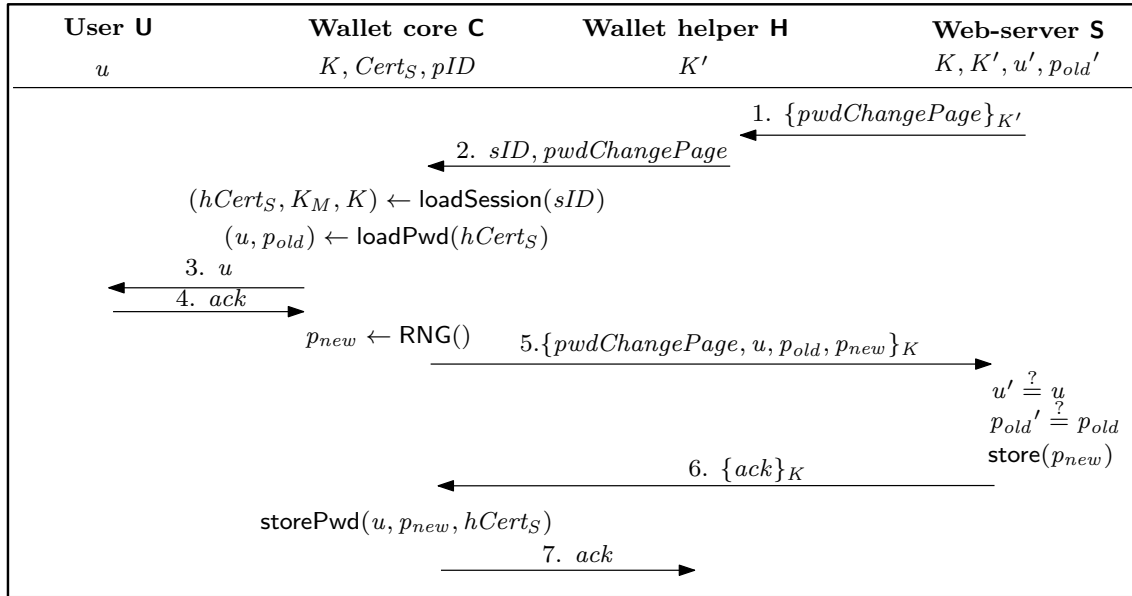 User U Wallet core C Wallet helper H Web-server S
u K, Cert_S, pID K′ K, K′, u′, p_old′
1. {pwdChangePage}_K′
2. sID, pwdChangePage
(hCert_S, K_M, K) ← loadSession(sID)
(u, p_old) ← loadPwd(hCert_S)
3. u
4. ack
p_new ← RNG() 5.{pwdChangePage, u, p_old, p_new}_K
u′ ≟ u
p_old′ ≟ p_old
store(p_new)
6. {ack}_K
storePwd(u, p_new, hCert_S)
7. ack